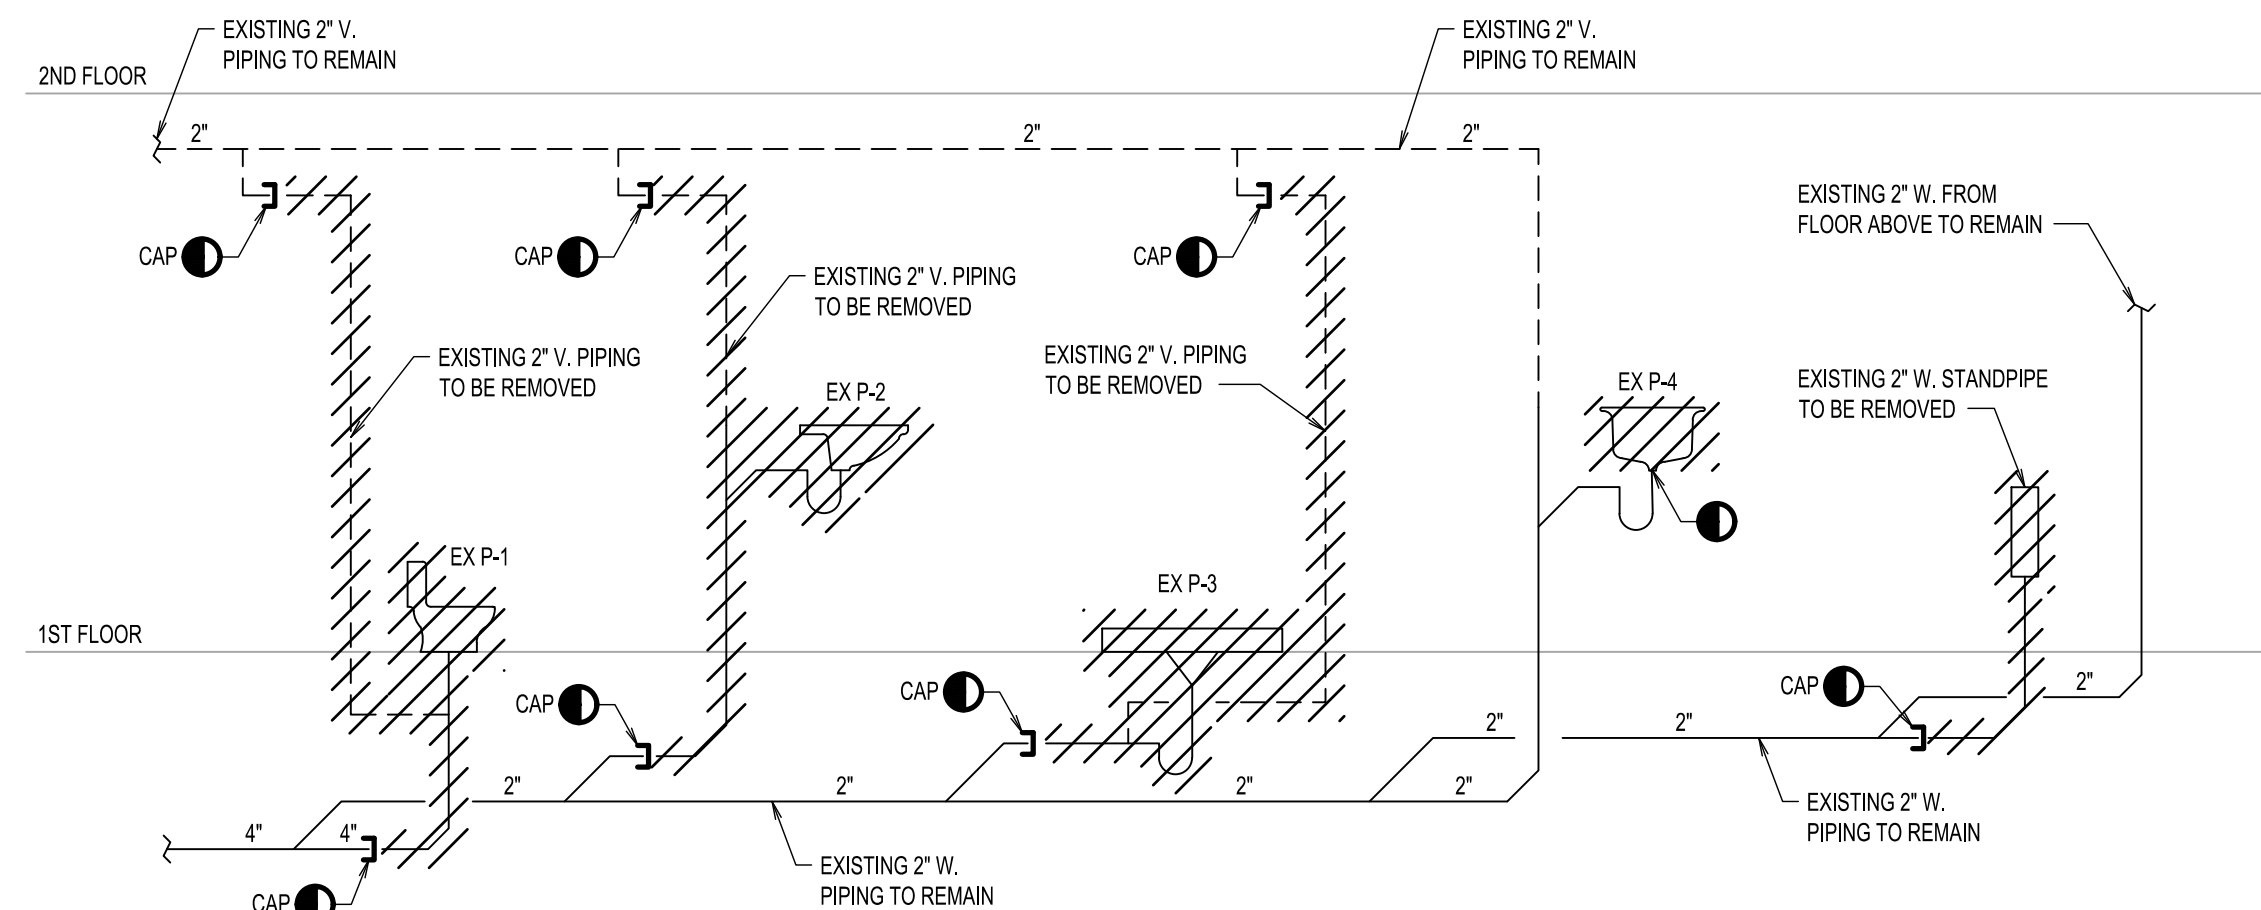 EXISTING 2" V.
PIPING TO REMAIN
EXISTING 2" V.
PIPING TO REMAIN
2ND FLOOR
2"
2"
2"
EXISTING 2" W. FROM
FLOOR ABOVE TO REMAIN
CAP
CAP
CAP
EXISTING 2" V. PIPING
TO BE REMOVED
EXISTING 2" V. PIPING
TO BE REMOVED
EXISTING 2" V. PIPING
TO BE REMOVED
EX P-2
EX P-4
EXISTING 2" W. STANDPIPE
TO BE REMOVED
EX P-1
EX P-3
1ST FLOOR
CAP
CAP
CAP
2"
2"
2"
2"
2"
2"
2"
4"
4"
EXISTING 2" W.
PIPING TO REMAIN
EXISTING 2" W.
PIPING TO REMAIN
CAP